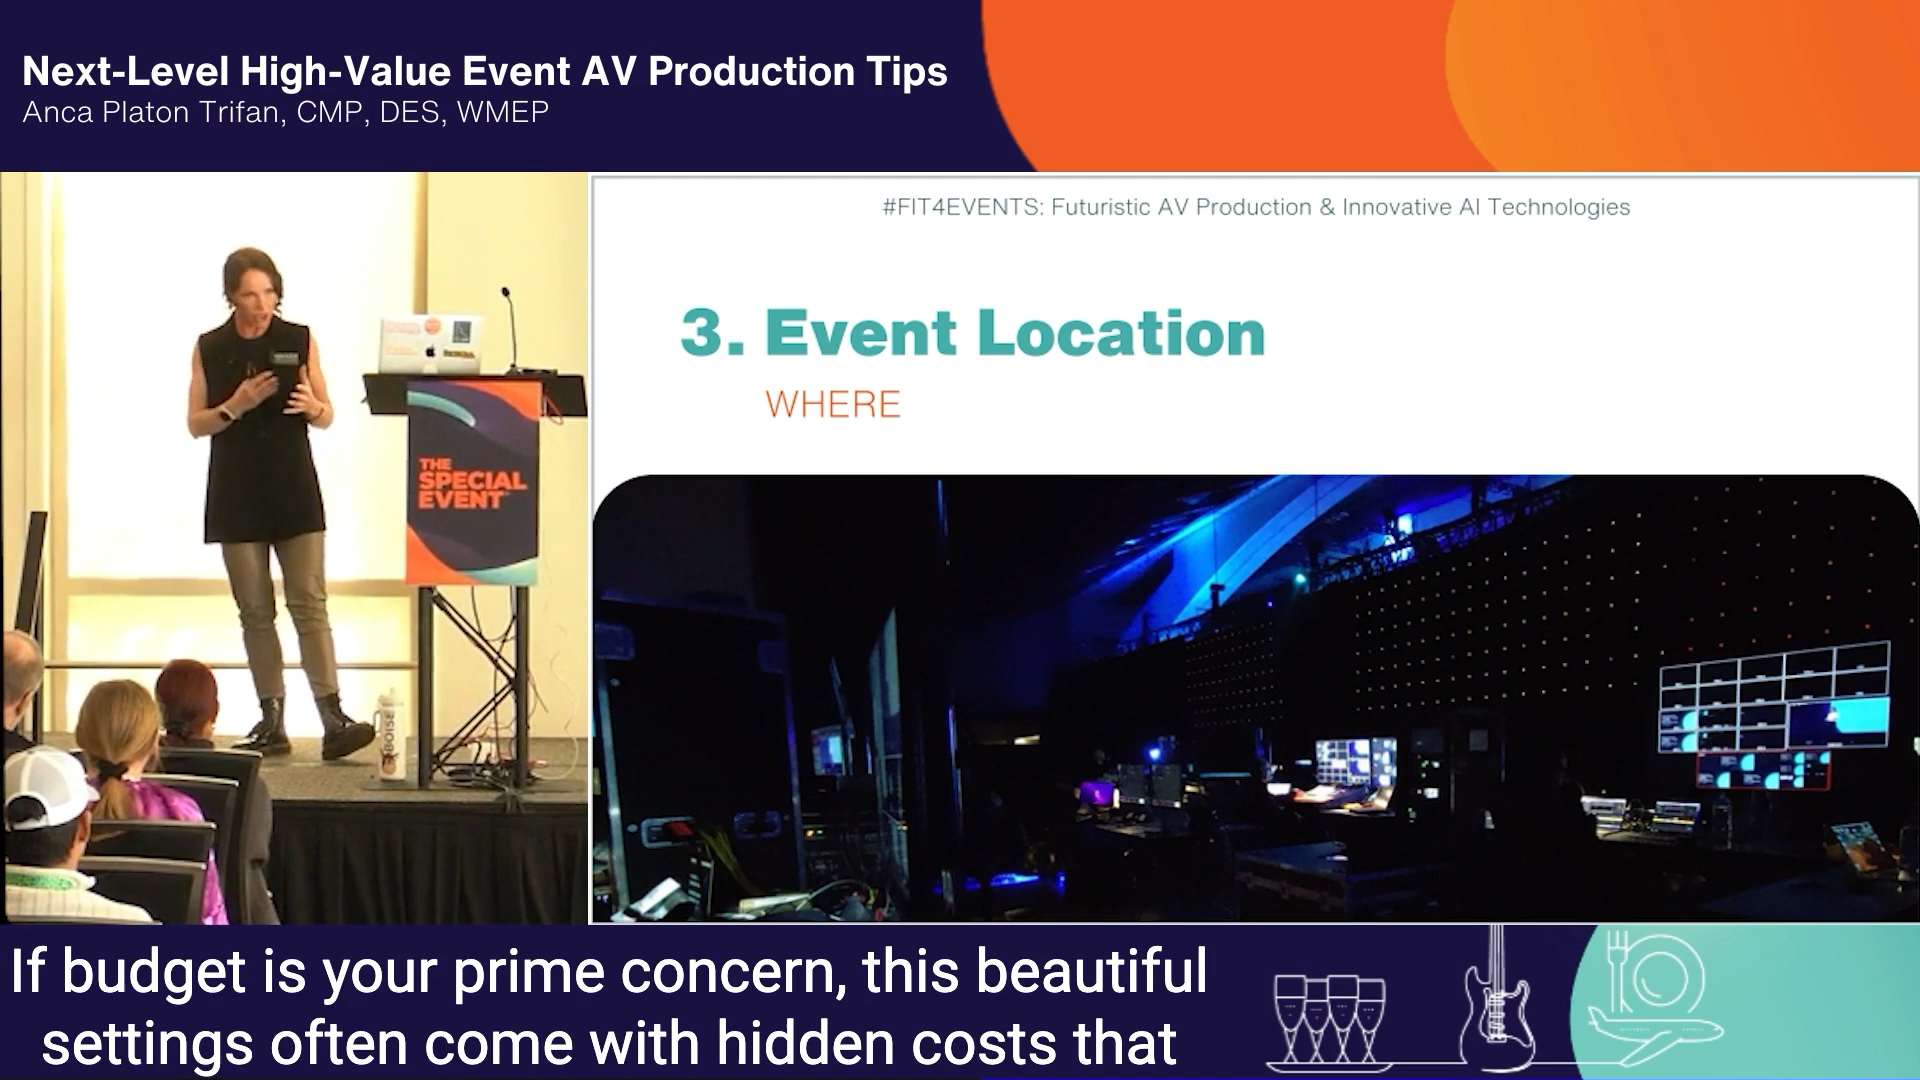 Next-Level High-Value Event AV Production Tips
Anca Platon Trifan, CMP, DES, WMEP
#FIT4EVENTS: Futuristic AV Production & Innovative AI Technologies
3. Event Location
WHERE
THE
SPECIAL
EVENT
BOISE
If budget is your prime concern, this beautiful
settings often come with hidden costs that